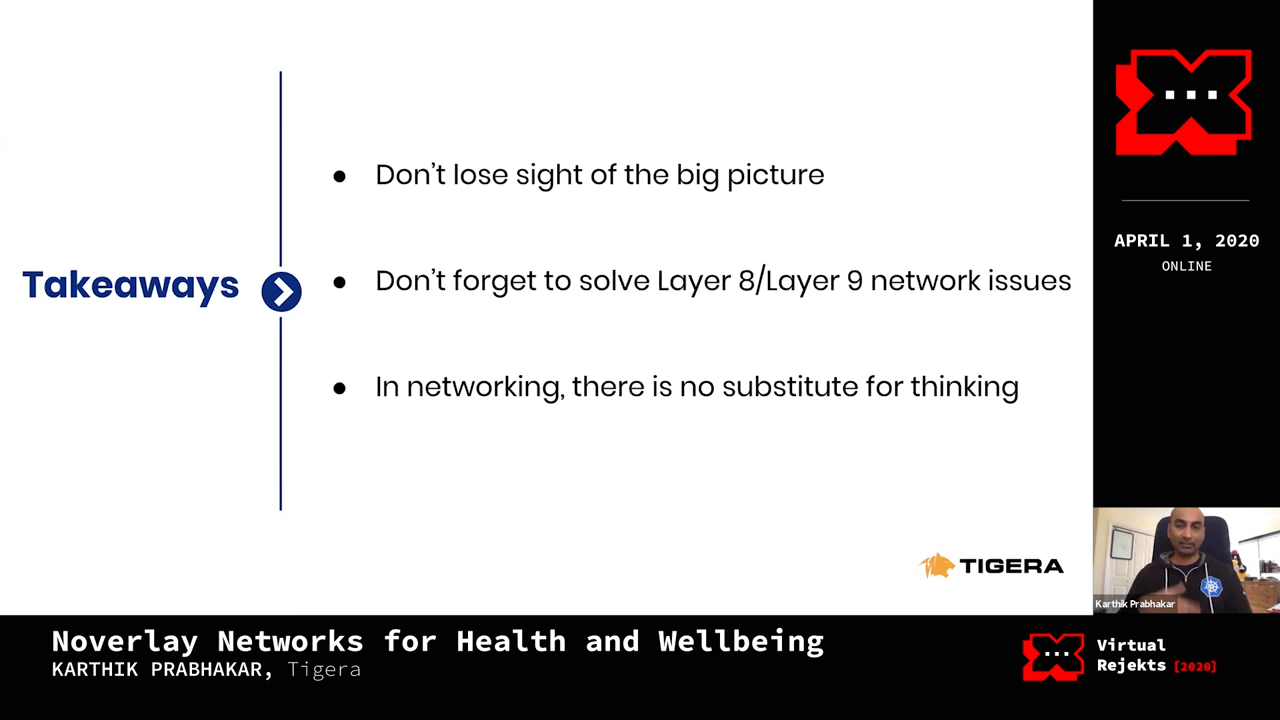 Takeaways
Don't lose sight of the big picture
Don't forget to solve Layer 8/Layer 9 network issues
In networking, there is no substitute for thinking
TIGERA
APRIL 1, 2020
ONLINE
Karthik Prabhakar
Noverlay Networks for Health and Wellbeing
KARTHIK PRABHAKAR, Tigera
Virtual
Rejekts [2020]